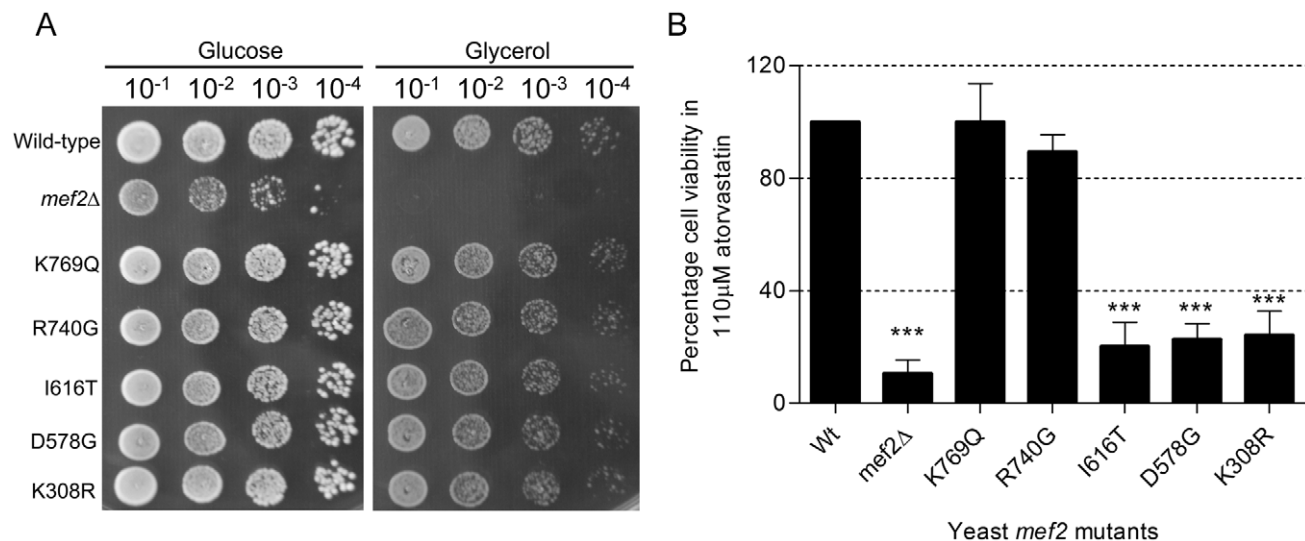 A
Glucose Glycerol
10-1 10-2 10-3 10-4 10-1 10-2 10-3 10-4
Wild-type
mef2Δ
K769Q
R740G
I616T
D578G
K308R
B
Percentage cell viability in
110µM atorvastatin
120
80
40
0
*** *** *** ***
Wt mef2Δ K769Q R740G I616T D578G K308R
Yeast mef2 mutants